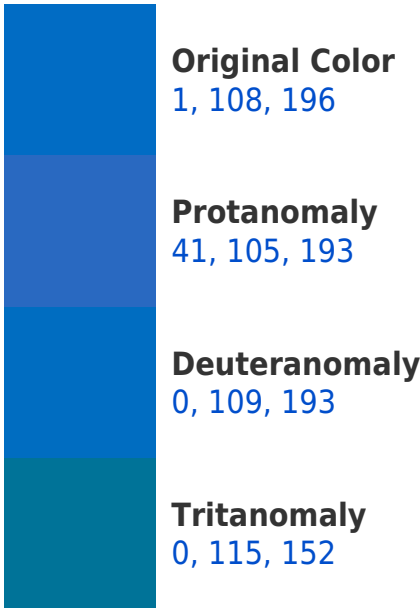 Original Color
1, 108, 196
Protanomaly
41, 105, 193
Deuteranomaly
0, 109, 193
Tritanomaly
0, 115, 152